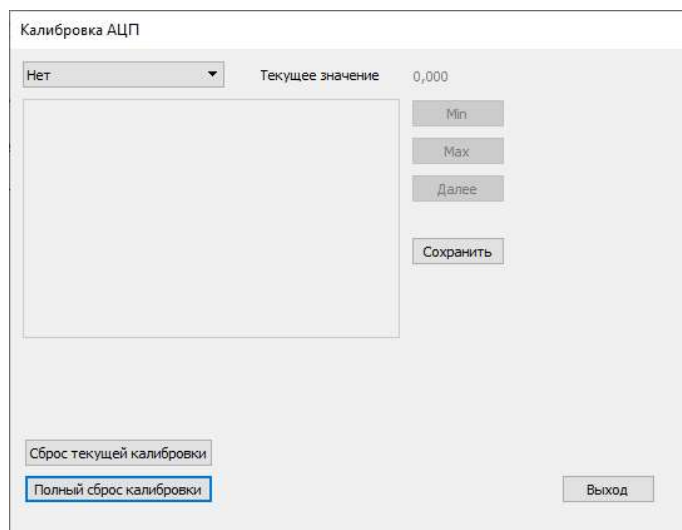 Калибровка АЦП
Нет Текущее значение 0,000
Min
Max
Далее
Сохранить
Сброс текущей калибровки
Полный сброс калибровки Выход